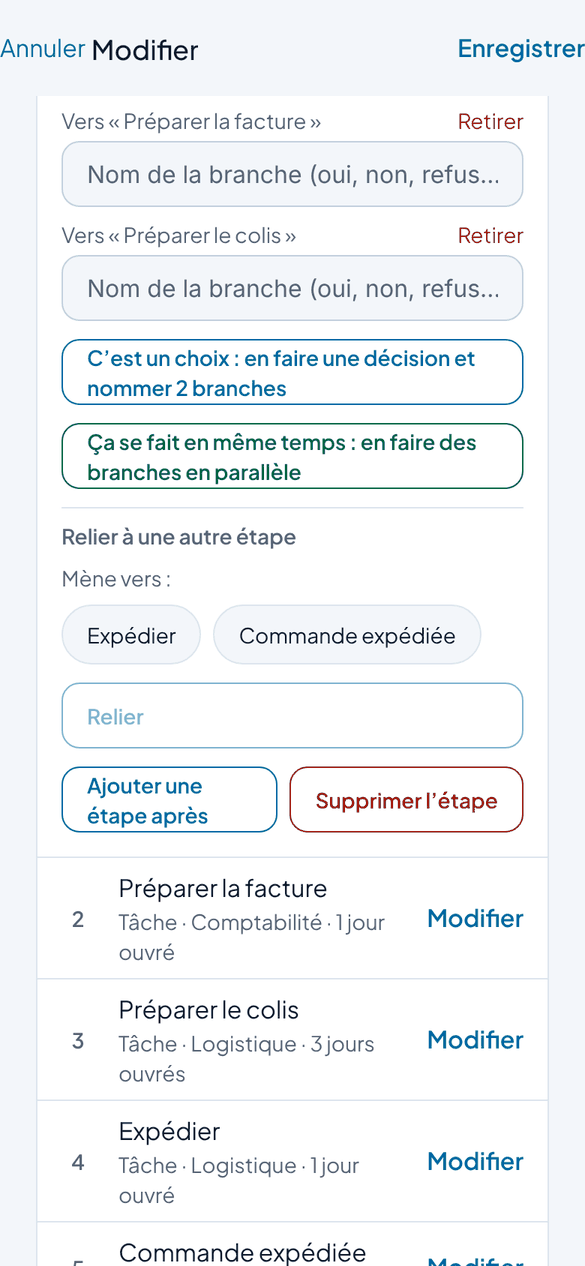 Annuler Modifier Enregistrer
Vers « Préparer la facture » Retirer
Nom de la branche (oui, non, refus...
Vers « Préparer le colis » Retirer
Nom de la branche (oui, non, refus...
C’est un choix : en faire une décision et
nommer 2 branches
Ça se fait en même temps : en faire des
branches en parallèle
Relier à une autre étape
Mène vers :
Expédier Commande expédiée
Relier
Ajouter une
étape après
Supprimer l’étape
Préparer la facture
2 Tâche · Comptabilité · 1 jour Modifier
ouvré
Préparer le colis
3 Tâche · Logistique · 3 jours Modifier
ouvrés
Expédier
4 Tâche · Logistique · 1 jour Modifier
ouvré
Commande expédiée
5 Modifier